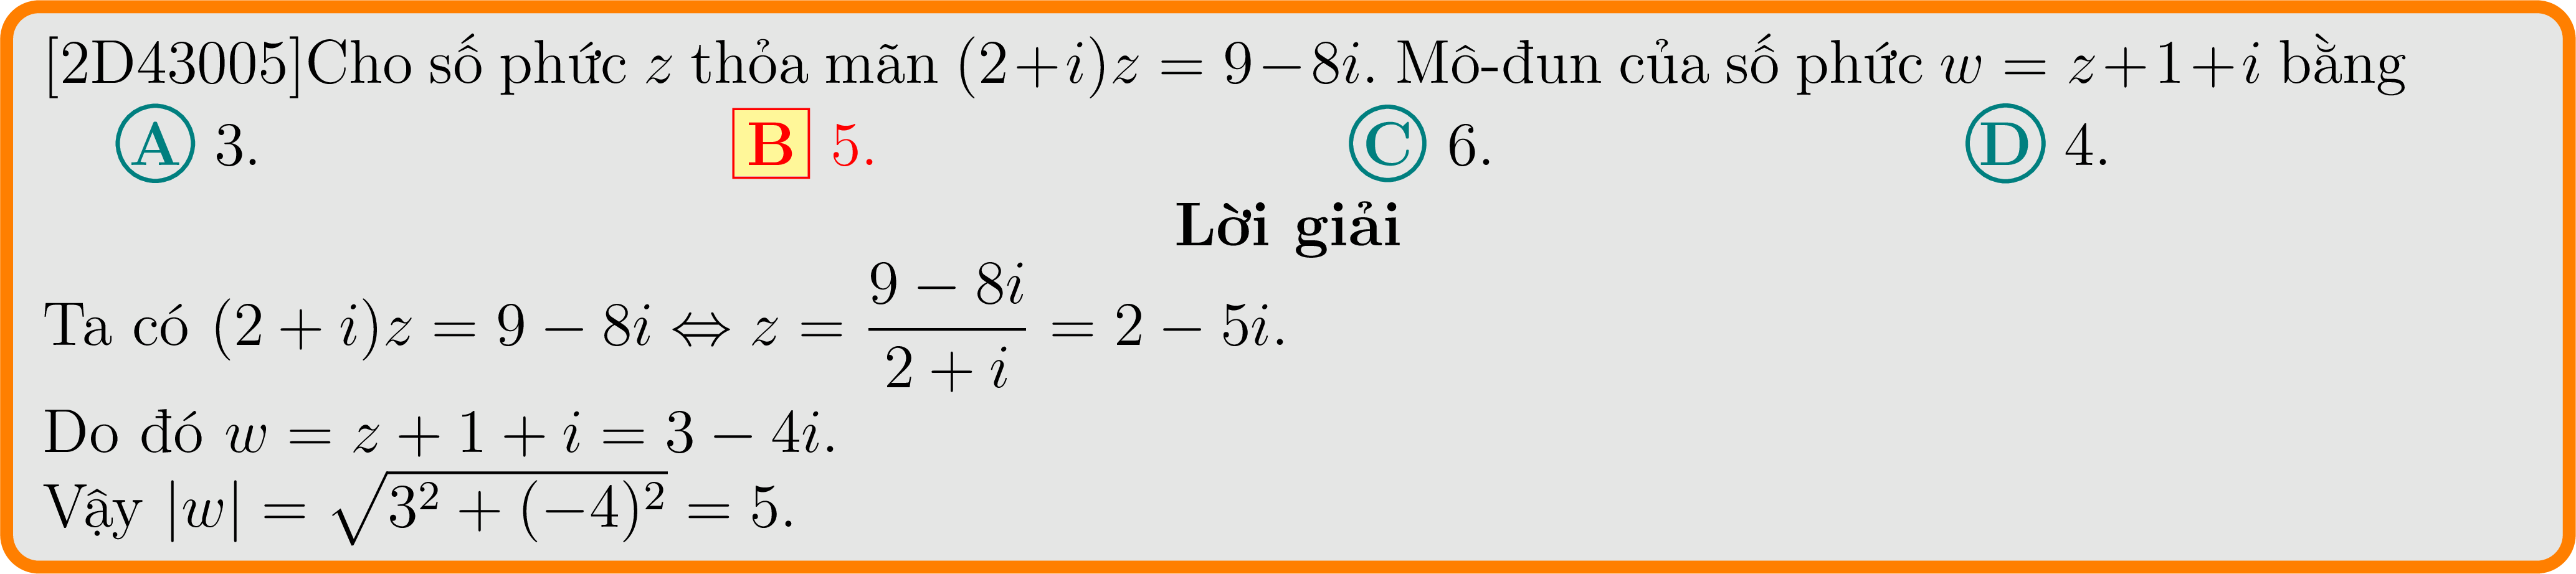 [2D43005]Cho số phức z thỏa mãn (2+i)z = 9−8i. Mô-đun của số phức w = z+1+i bằng
A 3. B 5. C 6. D 4.
Lời giải
Ta có (2 + i)z = 9 − 8i ⇔ z = \frac{9 − 8i}{2 + i} = 2 − 5i.
Do đó w = z + 1 + i = 3 − 4i.
Vậy |w| = \sqrt{3^2 + (−4)^2} = 5.